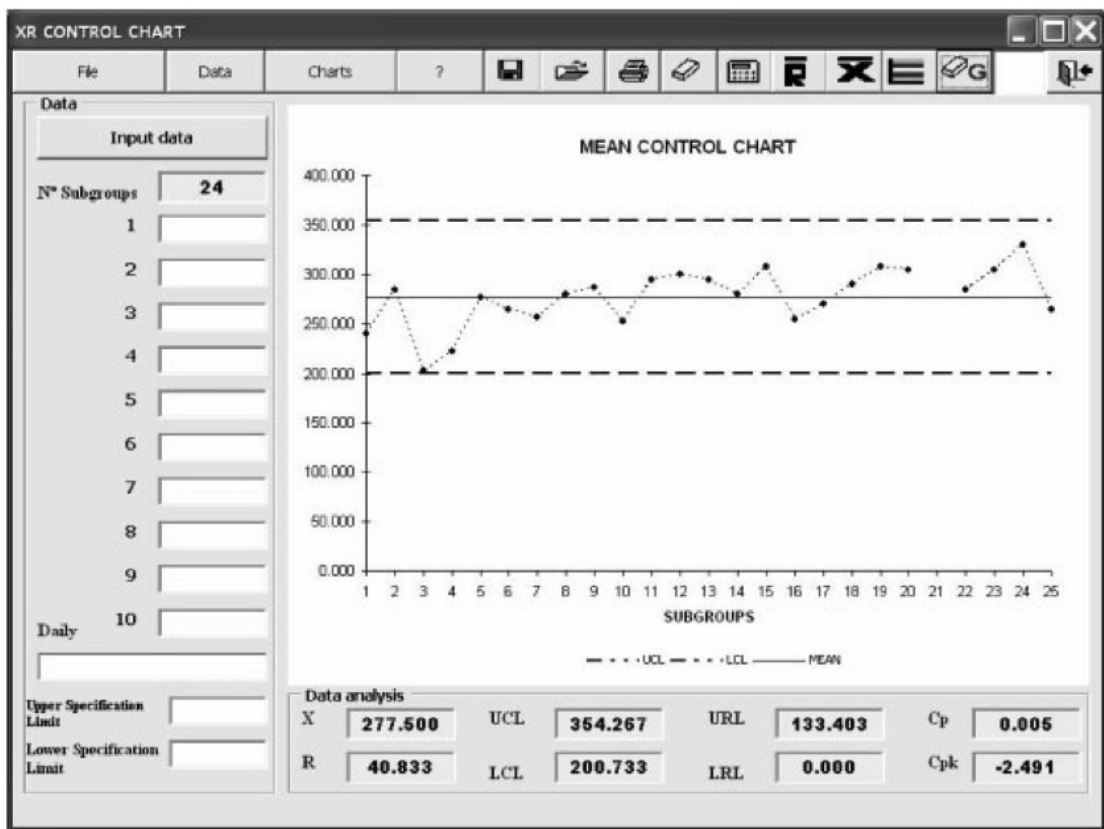 XR CONTROL CHART
File Data Charts ?
R X G
Data
Input data
Nº Subgroups 24
1
2
3
4
5
6
7
8
9
10
Daily
Upper Specification
Limit
Lower Specification
Limit
MEAN CONTROL CHART
400.000
350.000
300.000
250.000
200.000
150.000
100.000
50.000
0.000
1 2 3 4 5 6 7 8 9 10 11 12 13 14 15 16 17 18 19 20 21 22 23 24 25
SUBGROUPS
UCL LCL MEAN
Data analysis
X 277.500 UCL 354.267 URL 133.403 Cp 0.005
R 40.833 LCL 200.733 LRL 0.000 Cpk -2.491